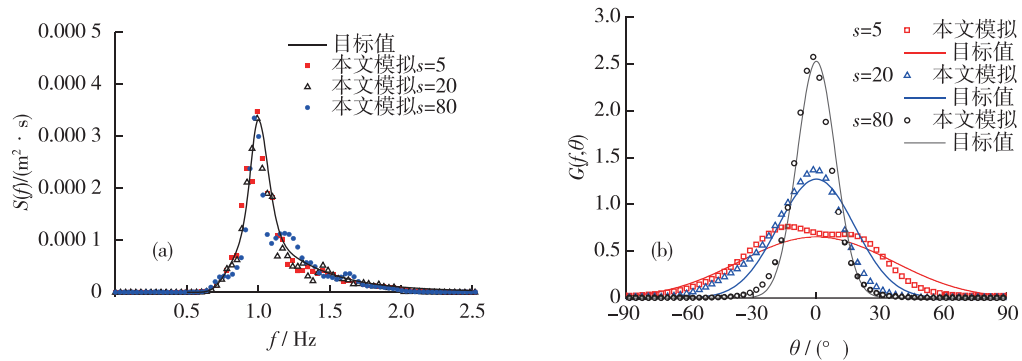 0.000 5
0.000 4
0.000 3
0.000 2
0.000 1
0
S(f)/(m²·s)
目标值
本文模拟s=5
本文模拟s=20
本文模拟s=80
(a)
0.5
1.0
1.5
2.0
2.5
f / Hz
3.0
2.5
2.0
1.5
1.0
0.5
0
G(f,θ)
s=5 本文模拟
目标值
s=20 本文模拟
目标值
s=80 本文模拟
目标值
(b)
−90
−60
−30
0
30
60
90
θ / (°)